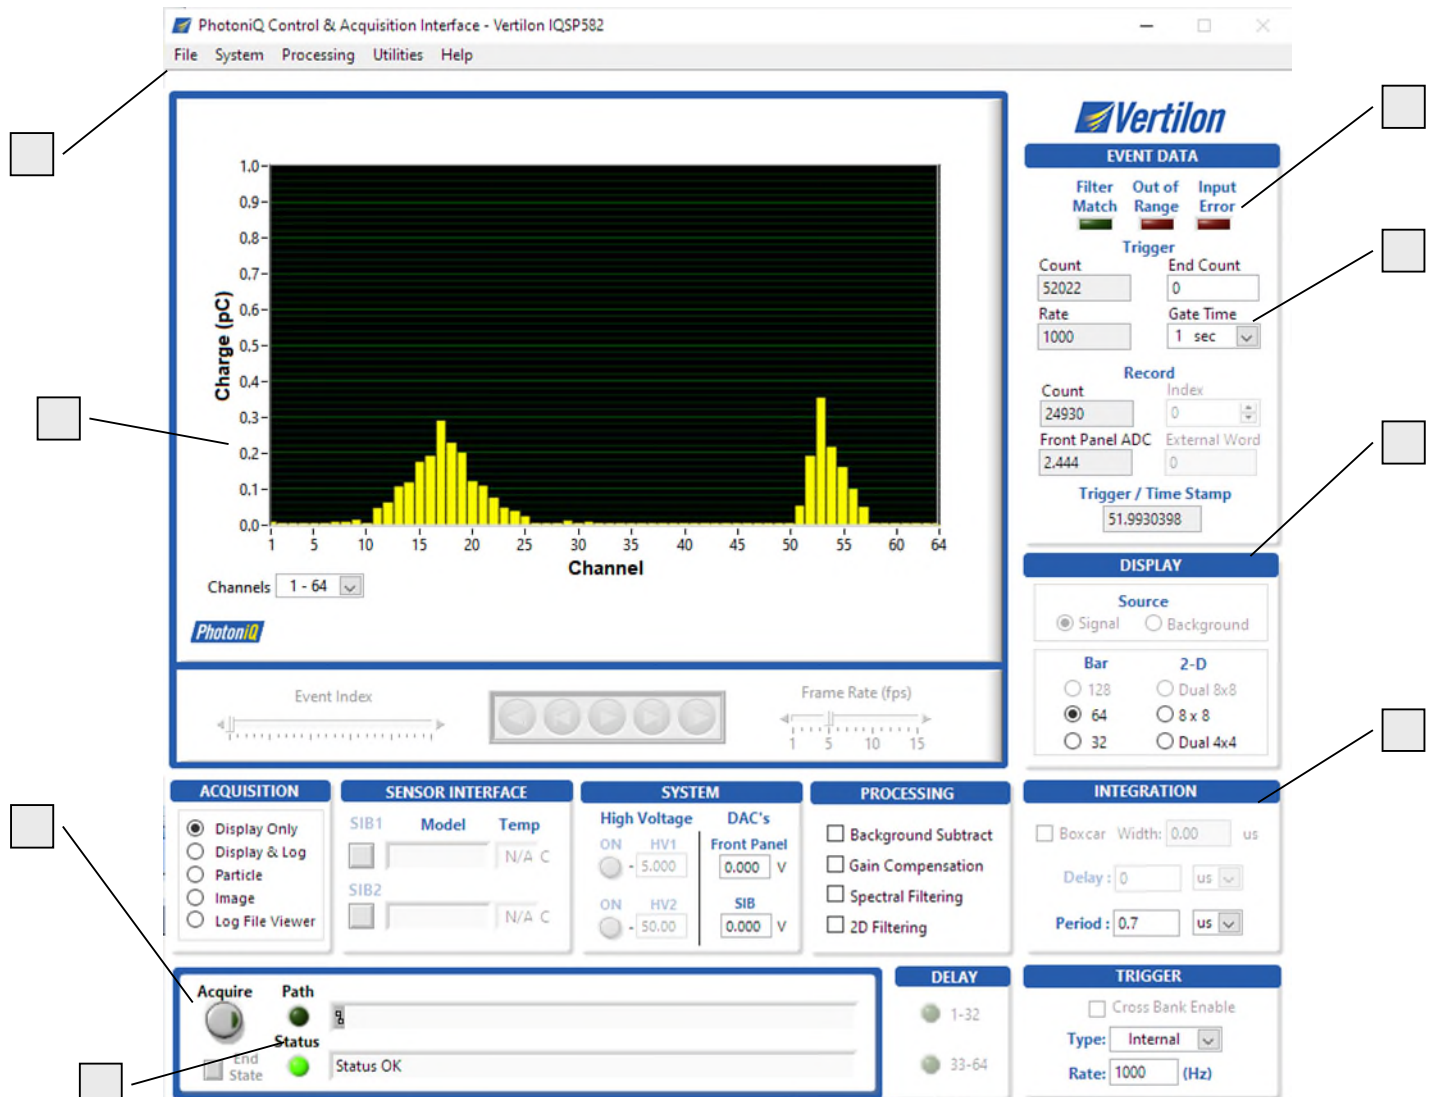 PhotoniQ Control & Acquisition Interface - Vertilon IQSP582
File System Processing Utilities Help
Vertilon
EVENT DATA
Filter Match Out of Range Input Error
Trigger
Count End Count
52022 0
Rate Gate Time
1000 1 sec
Record
Count Index
24930 0
Front Panel ADC External Word
2.444 0
Trigger / Time Stamp
51.9930398
Charge (pC)
1.0
0.9
0.8
0.7
0.6
0.5
0.4
0.3
0.2
0.1
0.0
1 5 10 15 20 25 30 35 40 45 50 55 60 64
Channel
Channels 1 - 64
PhotoniQ
DISPLAY
Source
Signal Background
Bar 2-D
128 Dual 8x8
64 8 x 8
32 Dual 4x4
Event Index
Frame Rate (fps)
1 5 10 15
ACQUISITION
Display Only
Display & Log
Particle
Image
Log File Viewer
SENSOR INTERFACE
SIB1 Model Temp
N/A C
SIB2
N/A C
SYSTEM
High Voltage DAC's
ON HV1 Front Panel
- 5.000 0.000 V
ON HV2 SIB
- 50.00 0.000 V
PROCESSING
Background Subtract
Gain Compensation
Spectral Filtering
2D Filtering
INTEGRATION
Boxcar Width: 0.00 us
Delay : 0 us
Period : 0.7 us
Acquire Path
Status
End State
Status OK
DELAY
1-32
33-64
TRIGGER
Cross Bank Enable
Type: Internal
Rate: 1000 (Hz)